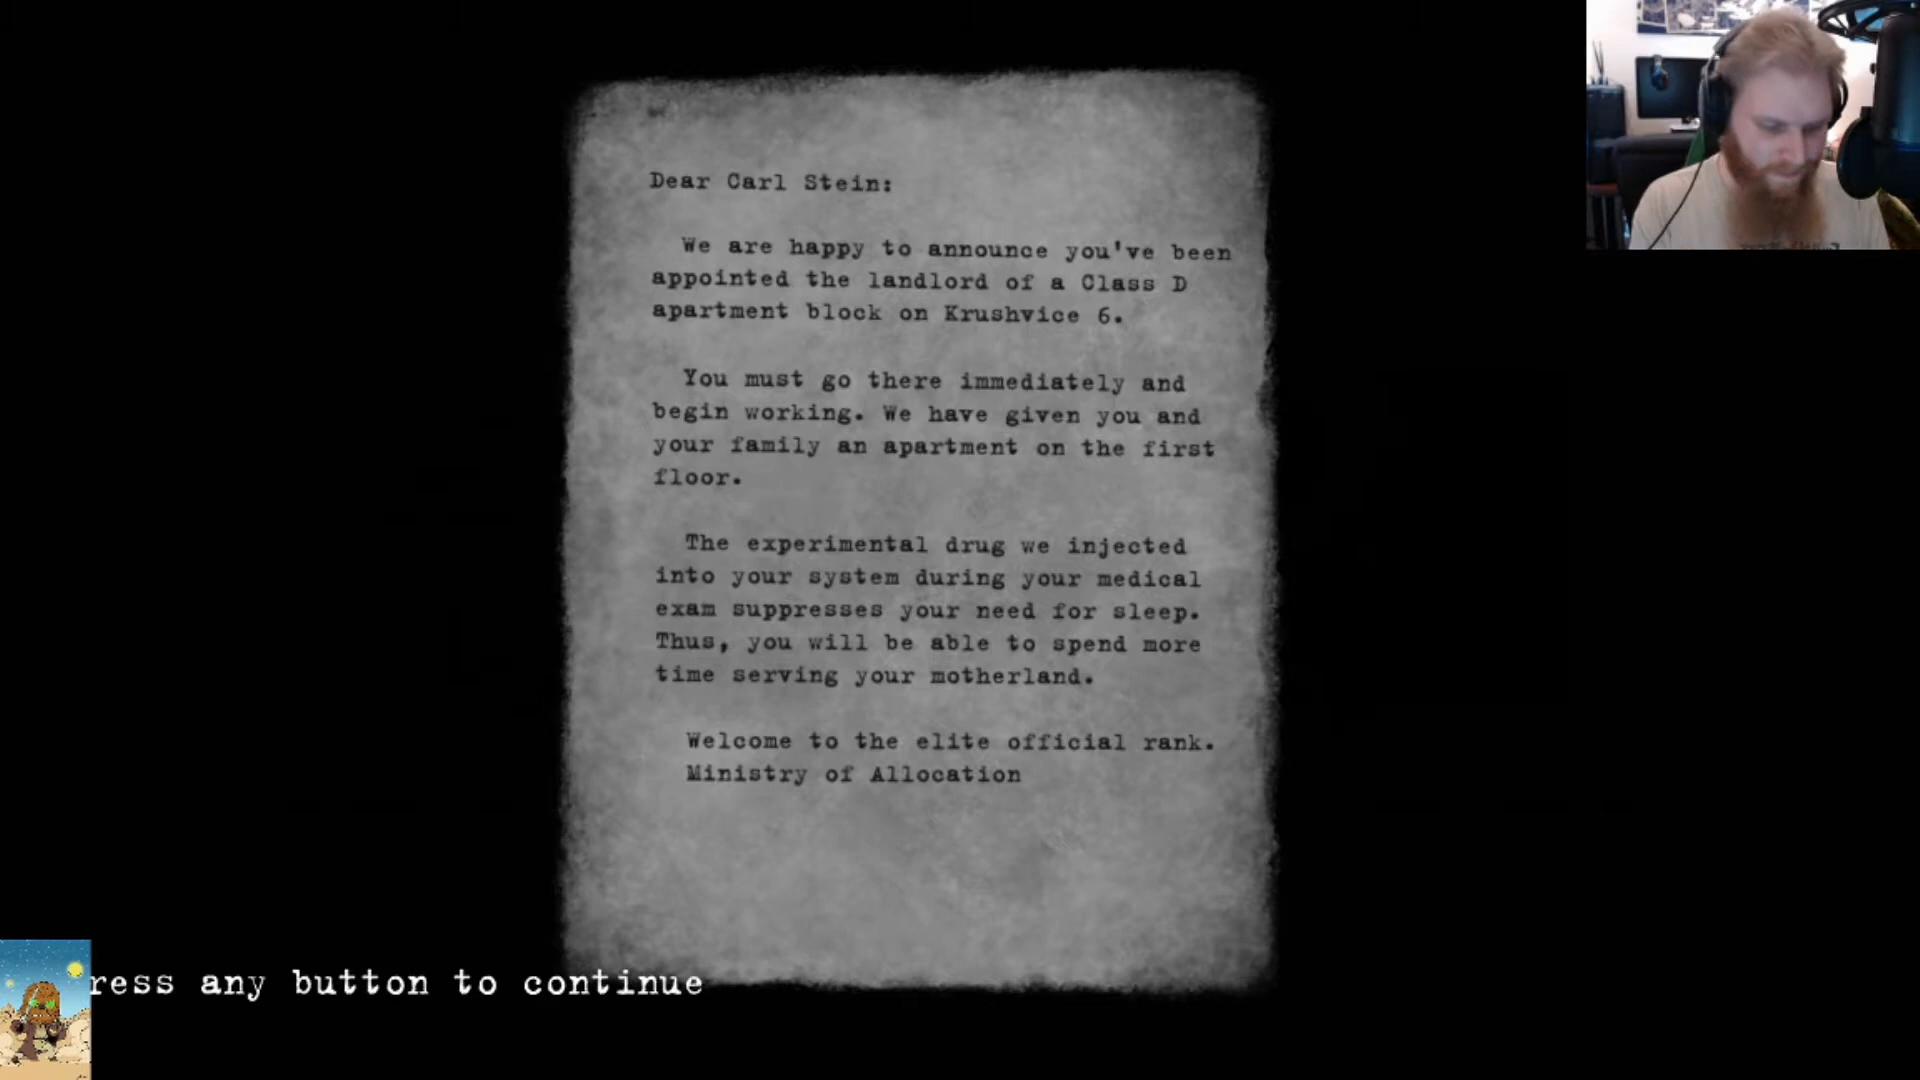 Dear Carl Stein:
We are happy to announce you've been
appointed the landlord of a Class D
apartment block on Krushvice 6.
You must go there immediately and
begin working. We have given you and
your family an apartment on the first
floor.
The experimental drug we injected
into your system during your medical
exam suppresses your need for sleep.
Thus, you will be able to spend more
time serving your motherland.
Welcome to the elite official rank.
Ministry of Allocation
ress any button to continue